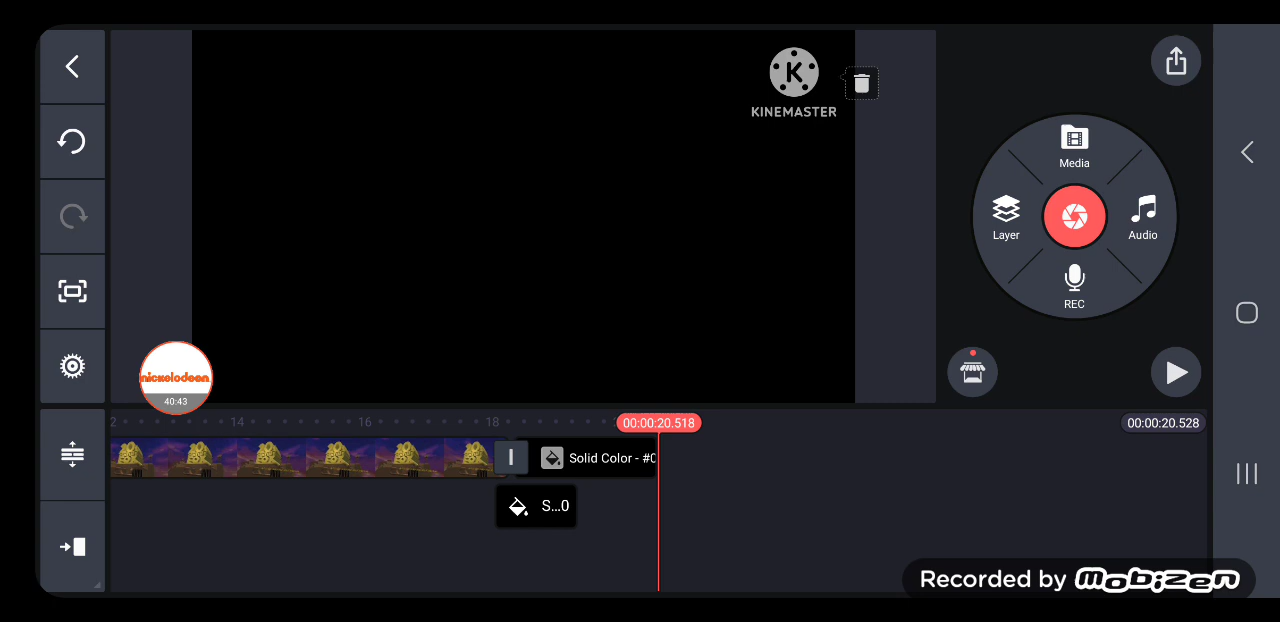 KINEMASTER
Media
Layer
Audio
REC
nickelodeon
40:43
2
14
16
18
00:00:20.518
00:00:20.528
Solid Color - #0
S...0
Recorded by mobizen